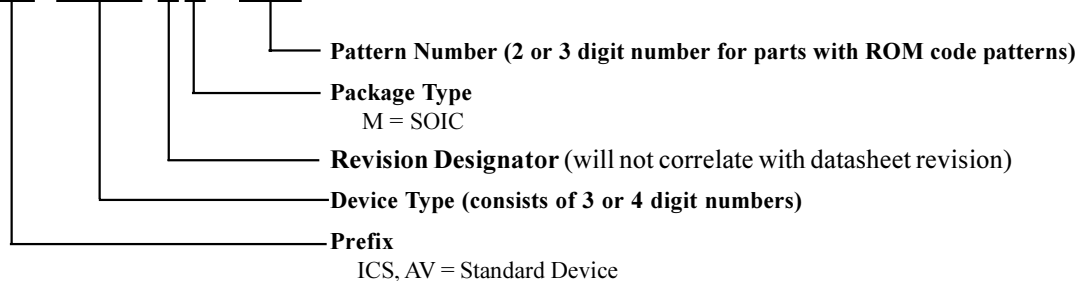 Pattern Number (2 or 3 digit number for parts with ROM code patterns)
Package Type
M = SOIC
Revision Designator (will not correlate with datasheet revision)
Device Type (consists of 3 or 4 digit numbers)
Prefix
ICS, AV = Standard Device